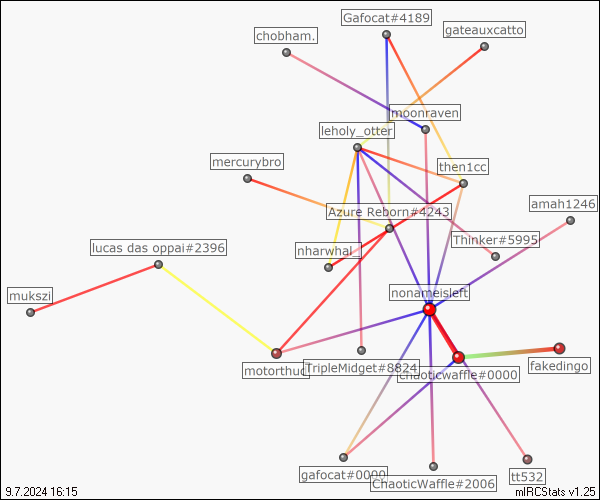 Gafocat#4189
gateauxcatto
chobham.
moonraven
leholy_otter
mercurybro
then1cc
amah1246
Azure Reborn#4243
Thinker#5995
lucas das oppai#2396
nharwhal_
mukszi
nonameisleft
fakedingo
TripleMidget#8824
chaoticwaffle#0000
gafocat#0000
ChaoticWaffle#2006
tt532
9.7.2024 16:15
mIRCStats v1.25